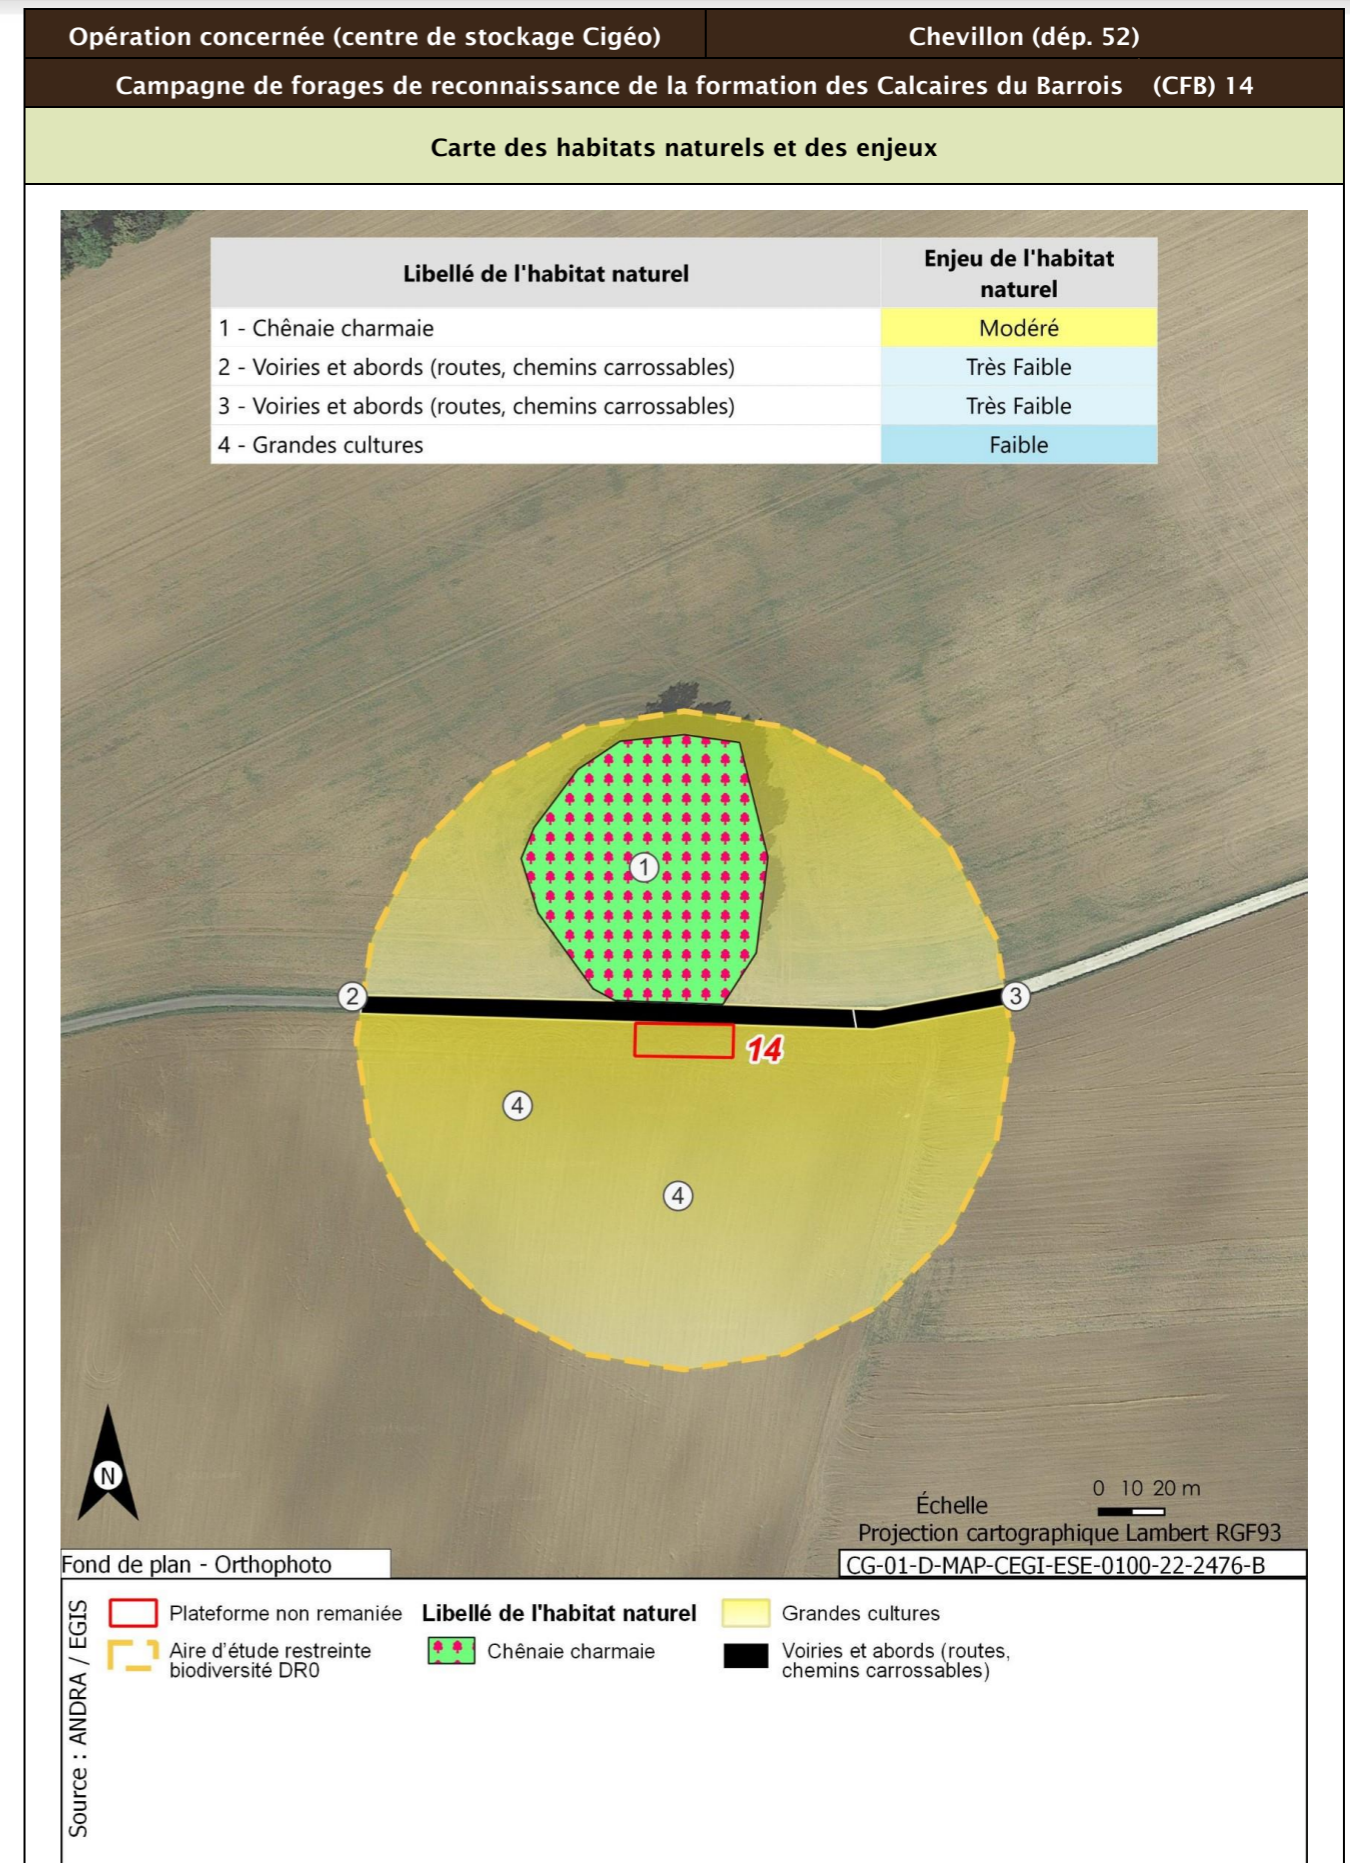 Opération concernée (centre de stockage Cigéo)
Chevillon (dép. 52)
Campagne de forages de reconnaissance de la formation des Calcaires du Barrois (CFB) 14
Carte des habitats naturels et des enjeux
Libellé de l'habitat naturel
Enjeu de l'habitat
naturel
1 - Chênaie charmaie
Modéré
2 - Voiries et abords (routes, chemins carrossables)
Très Faible
3 - Voiries et abords (routes, chemins carrossables)
Très Faible
4 - Grandes cultures
Faible
1
2
3
14
4
4
N
0 10 20 m
Échelle
Projection cartographique Lambert RGF93
Fond de plan - Orthophoto
CG-01-D-MAP-CEGI-ESE-0100-22-2476-B
Source : ANDRA / EGIS
Plateforme non remaniée
Aire d'étude restreinte
biodiversité DR0
Libellé de l'habitat naturel
Chênaie charmaie
Grandes cultures
Voiries et abords (routes,
chemins carrossables)